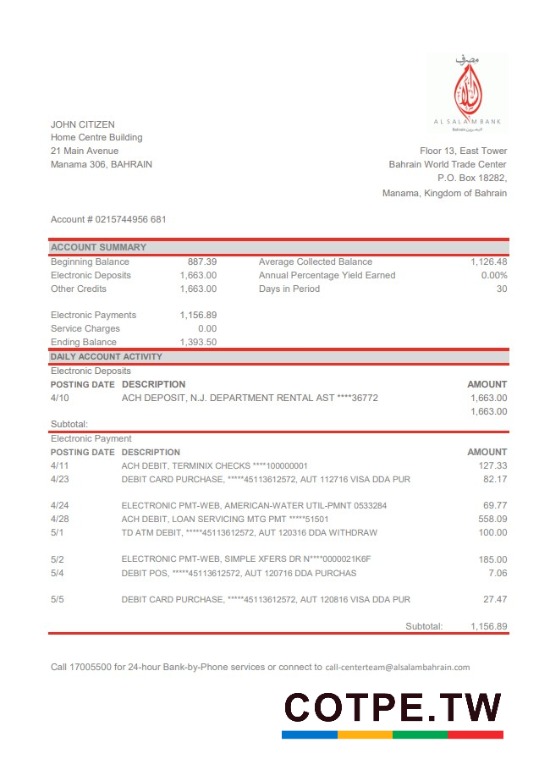 مصرف
AL SALAM BANK
Bahrain البحرين
JOHN CITIZEN
Home Centre Building
21 Main Avenue
Manama 306, BAHRAIN
Floor 13, East Tower
Bahrain World Trade Center
P.O. Box 18282,
Manama, Kingdom of Bahrain
Account # 0215744956 681
ACCOUNT SUMMARY
Beginning Balance 887.39 Average Collected Balance 1,126.48
Electronic Deposits 1,663.00 Annual Percentage Yield Earned 0.00%
Other Credits 1,663.00 Days in Period 30
Electronic Payments 1,156.89
Service Charges 0.00
Ending Balance 1,393.50
DAILY ACCOUNT ACTIVITY
Electronic Deposits
POSTING DATE DESCRIPTION AMOUNT
4/10 ACH DEPOSIT, N.J. DEPARTMENT RENTAL AST ****36772 1,663.00
1,663.00
Subtotal:
Electronic Payment
POSTING DATE DESCRIPTION AMOUNT
4/11 ACH DEBIT, TERMINIX CHECKS ****100000001 127.33
4/23 DEBIT CARD PURCHASE, *****45113612572, AUT 112716 VISA DDA PUR 82.17
4/24 ELECTRONIC PMT-WEB, AMERICAN-WATER UTIL-PMNT 0533284 69.77
4/28 ACH DEBIT, LOAN SERVICING MTG PMT *****51501 558.09
5/1 TD ATM DEBIT, *****45113612572, AUT 120316 DDA WITHDRAW 100.00
5/2 ELECTRONIC PMT-WEB, SIMPLE XFERS DR N****0000021K6F 185.00
5/4 DEBIT POS, *****45113612572, AUT 120716 DDA PURCHAS 7.06
5/5 DEBIT CARD PURCHASE, *****45113612572, AUT 120816 VISA DDA PUR 27.47
Subtotal: 1,156.89
Call 17005500 for 24-hour Bank-by-Phone services or connect to call-centerteam@alsalambahrain.com
COTPE.TW